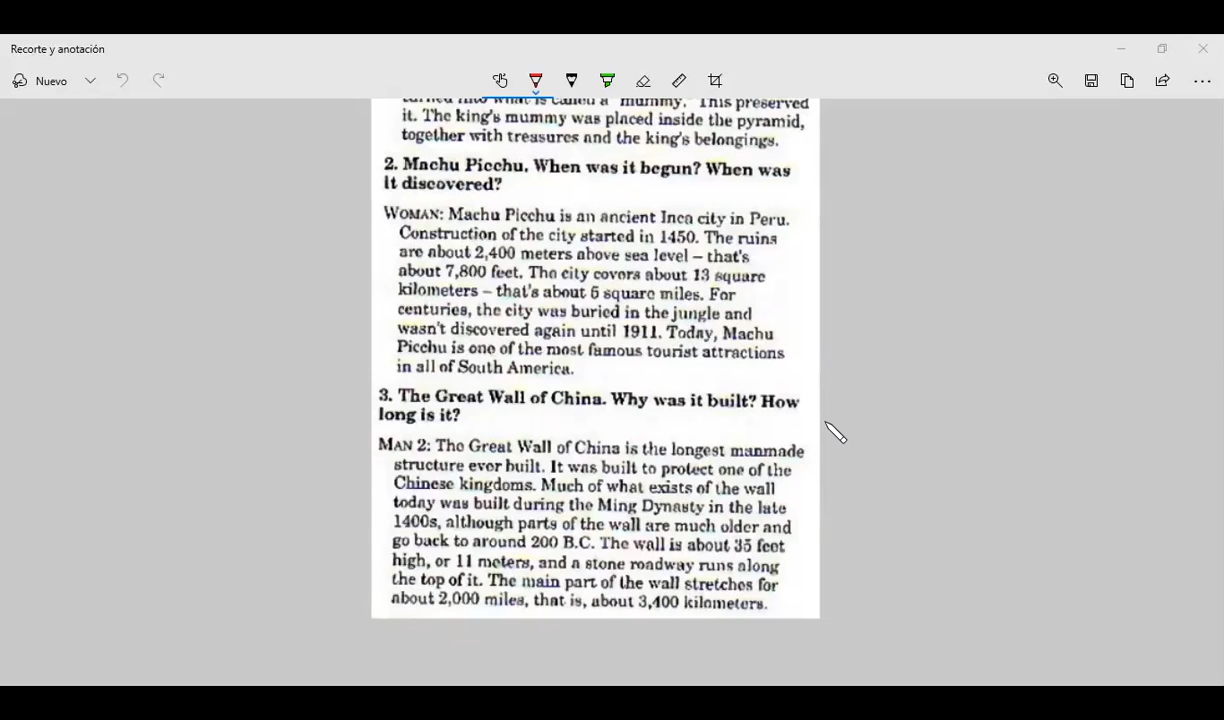 Recorte y anotación
Nuevo
turned into what is called a "mummy." This preserved
it. The king's mummy was placed inside the pyramid,
together with treasures and the king's belongings.
2. Machu Picchu. When was it begun? When was
it discovered?
WOMAN: Machu Picchu is an ancient Inca city in Peru.
Construction of the city started in 1450. The ruins
are about 2,400 meters above sea level – that's
about 7,800 feet. The city covers about 13 square
kilometers – that's about 5 square miles. For
centuries, the city was buried in the jungle and
wasn't discovered again until 1911. Today, Machu
Picchu is one of the most famous tourist attractions
in all of South America.
3. The Great Wall of China. Why was it built? How
long is it?
MAN 2: The Great Wall of China is the longest manmade
structure ever built. It was built to protect one of the
Chinese kingdoms. Much of what exists of the wall
today was built during the Ming Dynasty in the late
1400s, although parts of the wall are much older and
go back to around 200 B.C. The wall is about 35 feet
high, or 11 meters, and a stone roadway runs along
the top of it. The main part of the wall stretches for
about 2,000 miles, that is, about 3,400 kilometers.